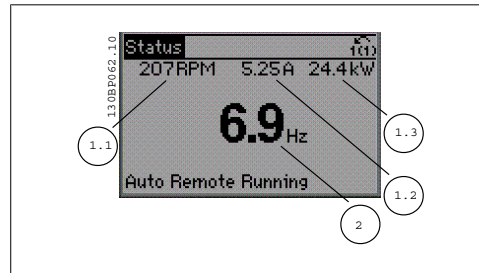 130BP062.10
Status
1(1)
207RPM 5.25A 24.4kW
6.9Hz
Auto Remote Running
1.1
1.3
1.2
2